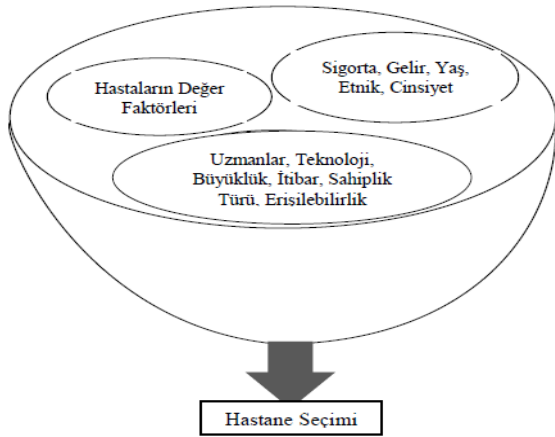 Hastaların Değer
Faktörleri
Sigorta, Gelir, Yaş,
Etnik, Cinsiyet
Uzmanlar, Teknoloji,
Büyüklük, İtibar, Sahiplik
Türü, Erişilebilirlik
Hastane Seçimi